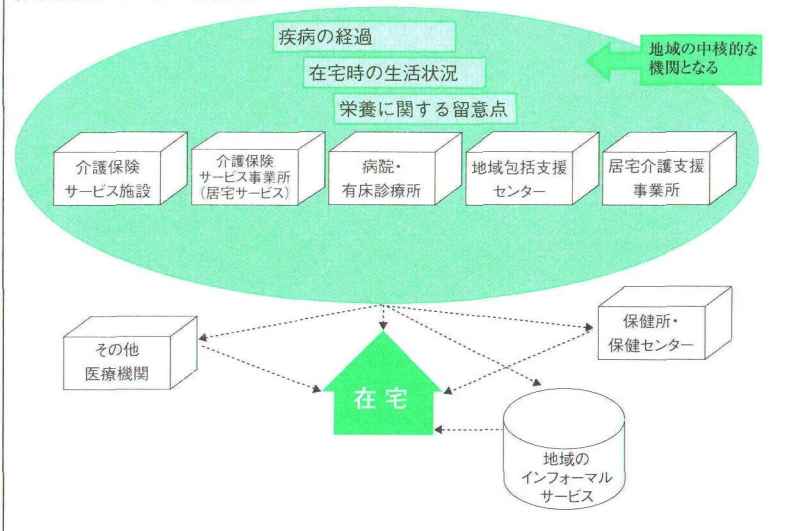 疾病の経過
在宅時の生活状況
栄養に関する留意点
地域の中核的な
機関となる
介護保険
サービス施設
介護保険
サービス事業所
(居宅サービス)
病院・
有床診療所
地域包括支援
センター
居宅介護支援
事業所
その他
医療機関
在宅
保健所・
保健センター
地域の
インフォーマル
サービス